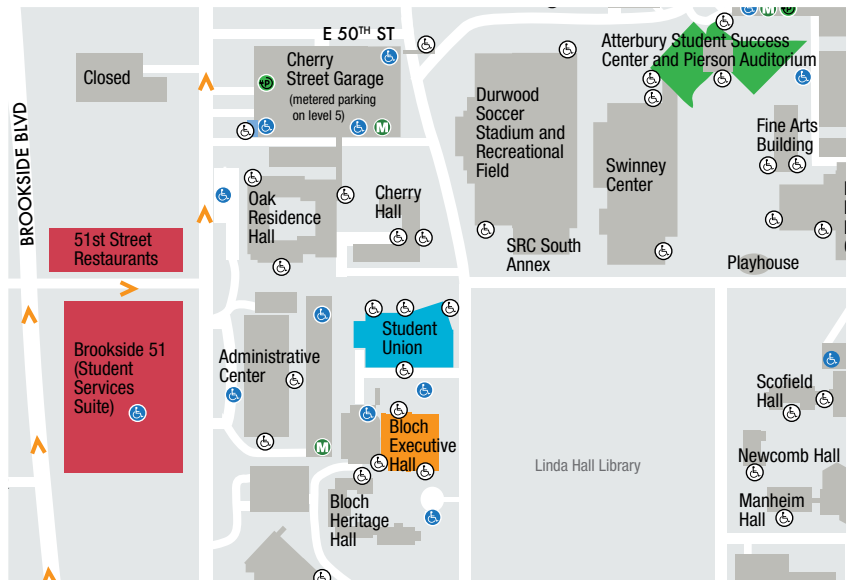 E 50TH ST
Closed
Cherry
Street Garage
(metered parking
on level 5)
P
M
M
P
Atterbury Student Success
Center and Pierson Auditorium
Durwood
Soccer
Stadium and
Recreational
Field
Swinney
Center
Fine Arts
Building
BROOKSIDE BLVD
Oak
Residence
Hall
Cherry
Hall
51st Street
Restaurants
SRC South
Annex
Playhouse
Student
Union
Brookside 51
(Student
Services
Suite)
Administrative
Center
M
Bloch
Executive
Hall
Bloch
Heritage
Hall
Linda Hall Library
Scofield
Hall
Newcomb Hall
Manheim
Hall